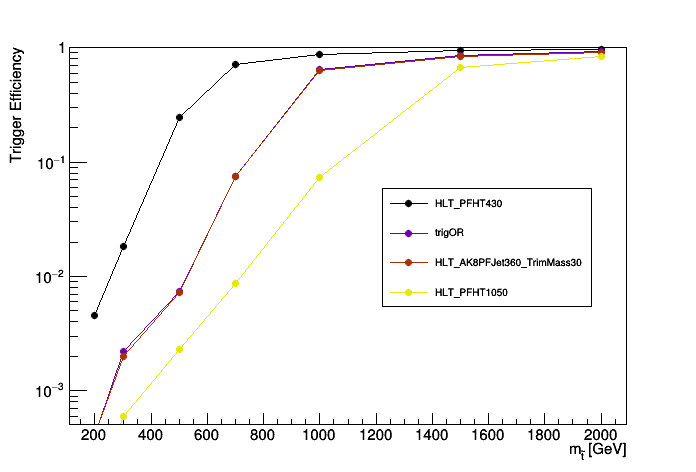 Trigger Efficiency
1
10⁻¹
10⁻²
10⁻³
HLT_PFHT430
trigOR
HLT_AK8PFJet360_TrimMass30
HLT_PFHT1050
200 400 600 800 1000 1200 1400 1600 1800 2000
m_t̃ [GeV]